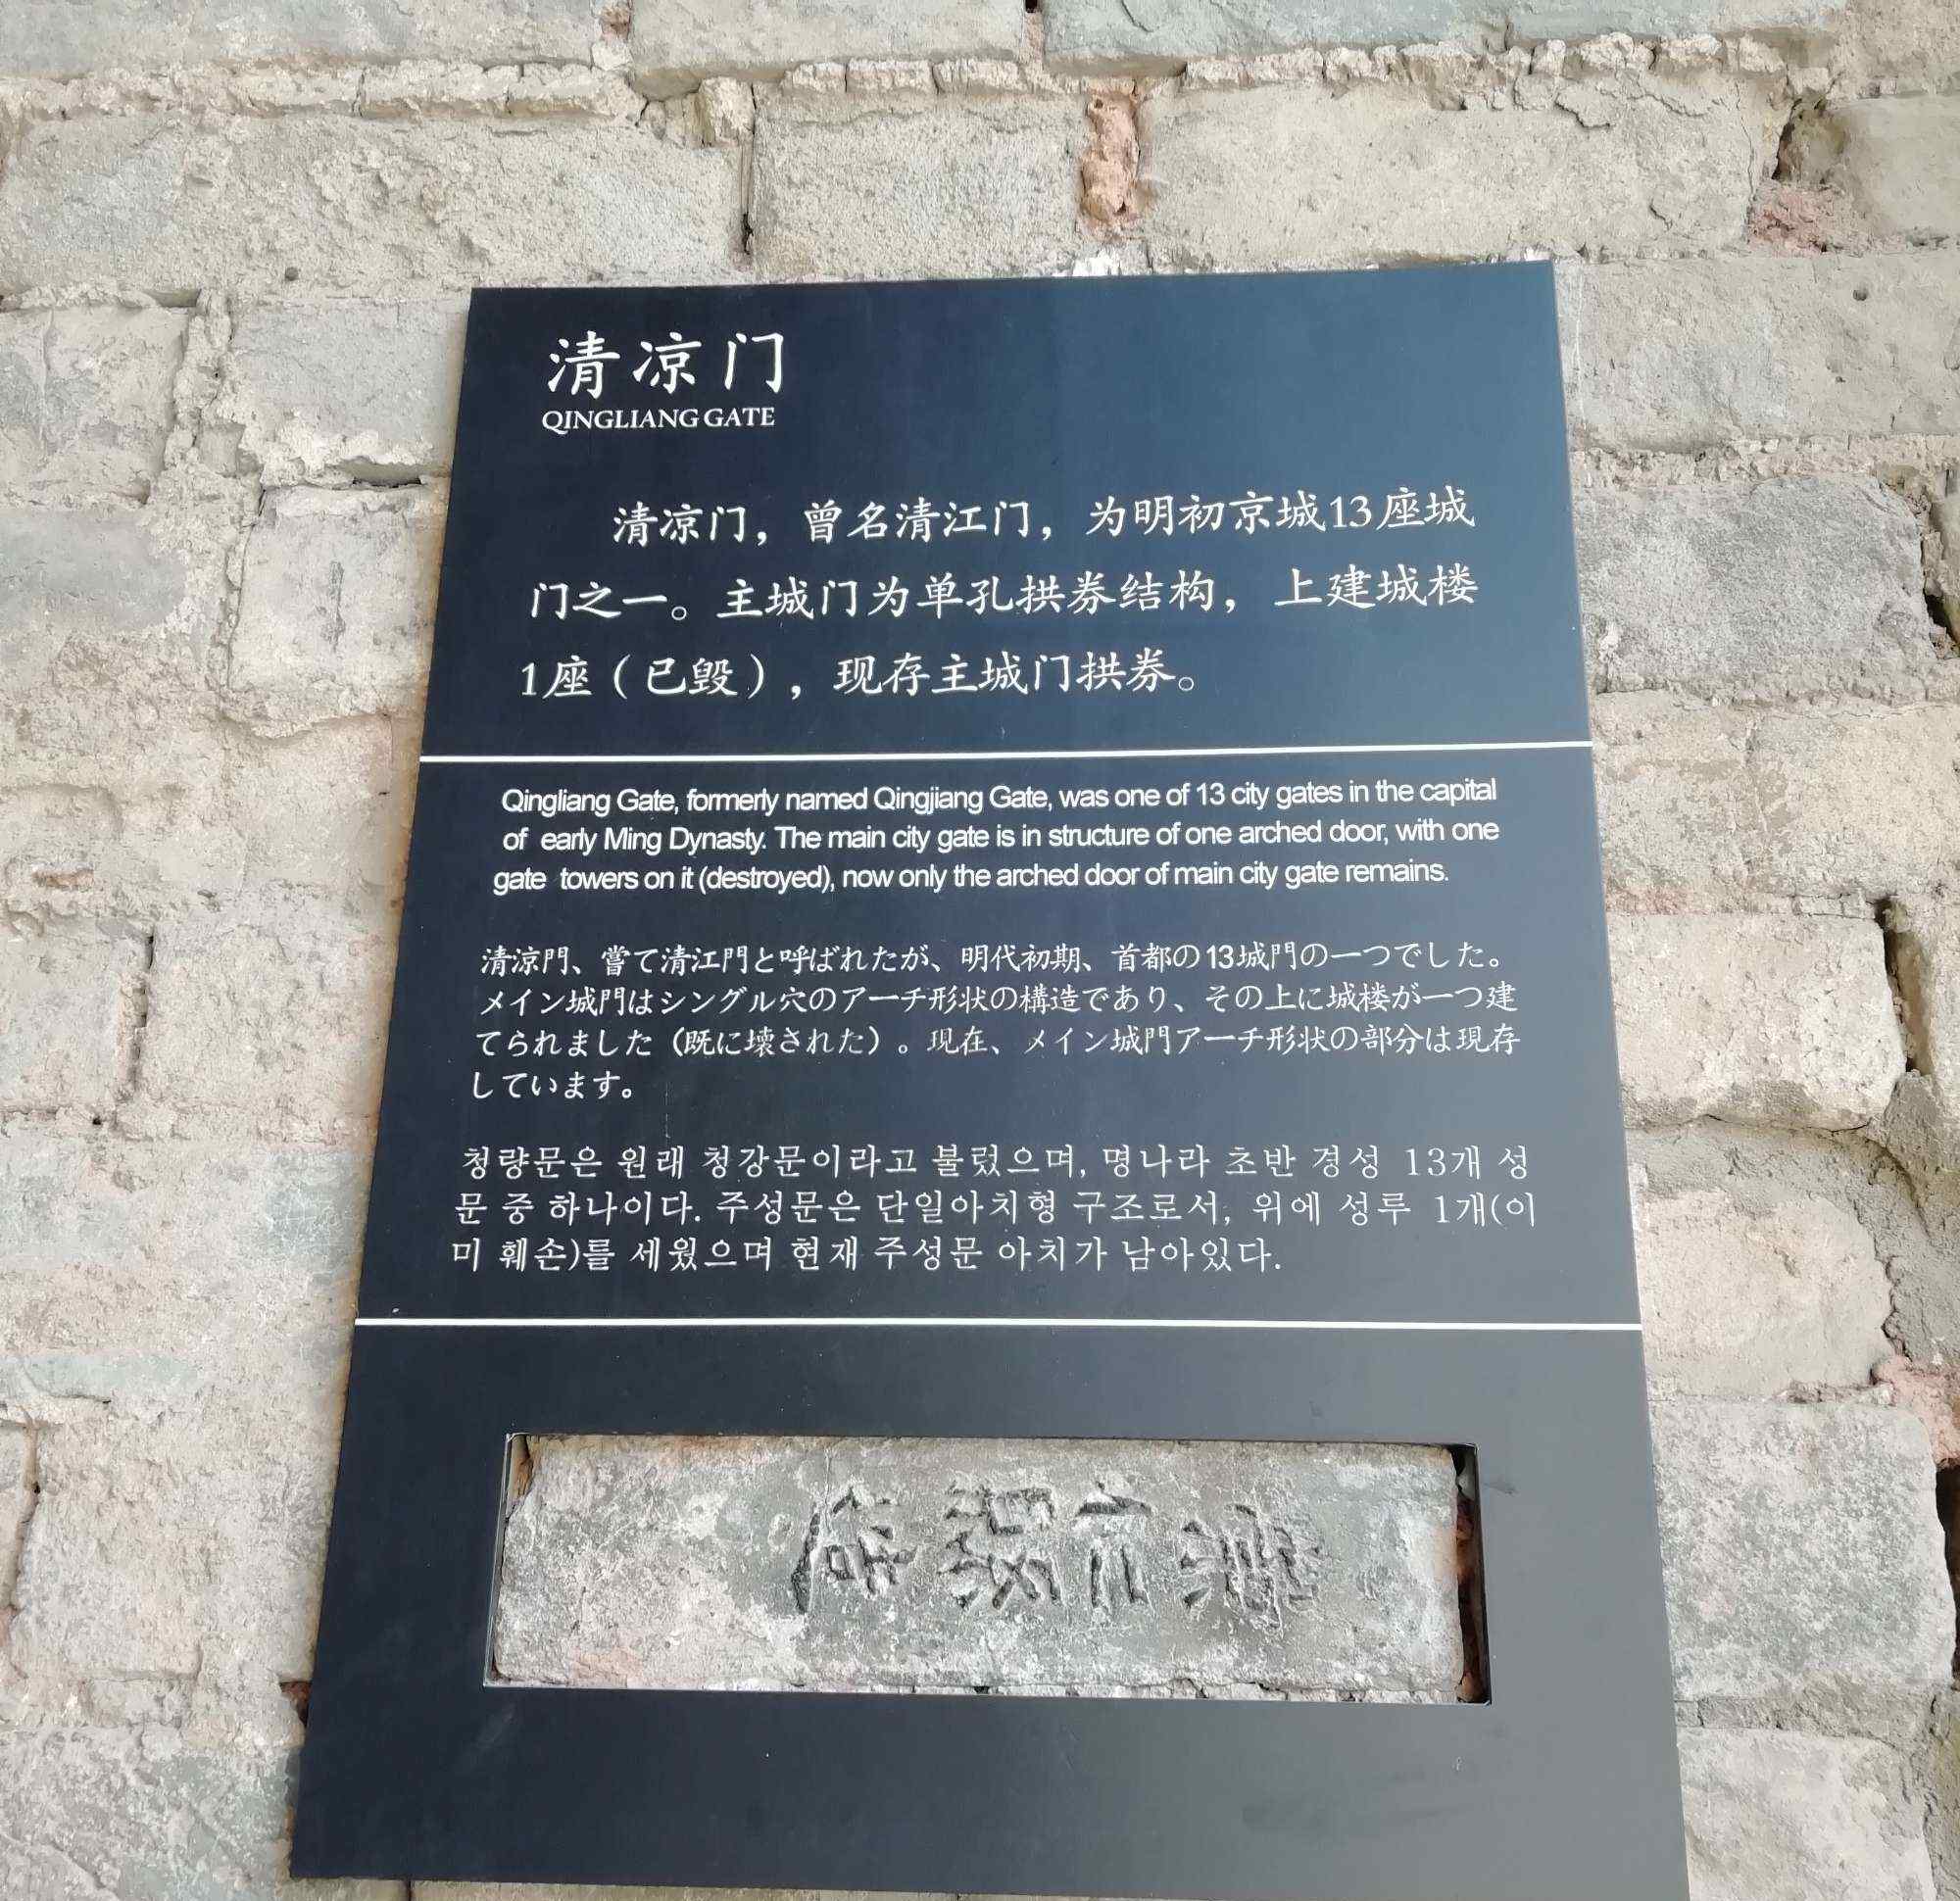 清凉门
QINGLIANG GATE
清凉门，曾名清江门，为明初京城13座城
门之一。主城门为单孔拱券结构，上建城楼
1座（已毁），现存主城门拱券。
Qingliang Gate, formerly named Qingjiang Gate, was one of 13 city gates in the capital
of early Ming Dynasty. The main city gate is in structure of one arched door, with one
gate towers on it (destroyed), now only the arched door of main city gate remains.
清涼門、嘗て清江門と呼ばれたが、明代初期、首都の13城門の一つでした。
メイン城門はシングル穴のアーチ形状の構造であり、その上に城楼が一つ建
てられました（既に壊された）。現在、メイン城門アーチ形状の部分は現存
しています。
청량문은 원래 청강문이라고 불렸으며, 명나라 초반 경성 13개 성
문 중 하나이다. 주성문은 단일아치형 구조로서, 위에 성루 1개(이
미 훼손)를 세웠으며 현재 주성문 아치가 남아있다.